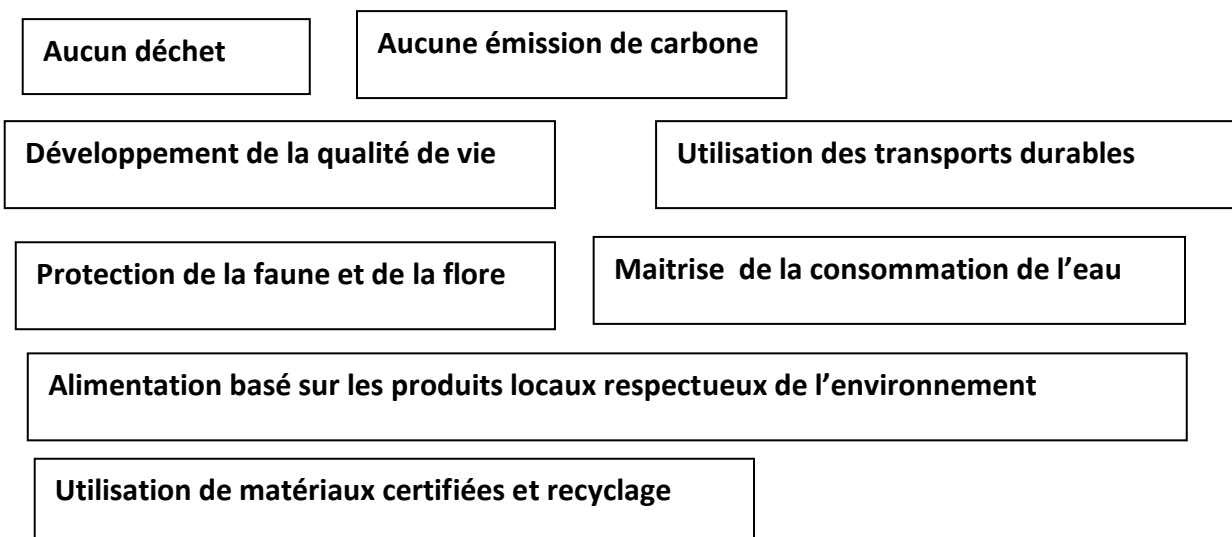 Aucun déchet
Aucune émission de carbone
Développement de la qualité de vie
Utilisation des transports durables
Protection de la faune et de la flore
Maitrise  de la consommation de l’eau
Alimentation basé sur les produits locaux respectueux de l’environnement
Utilisation de matériaux certifiées et recyclage